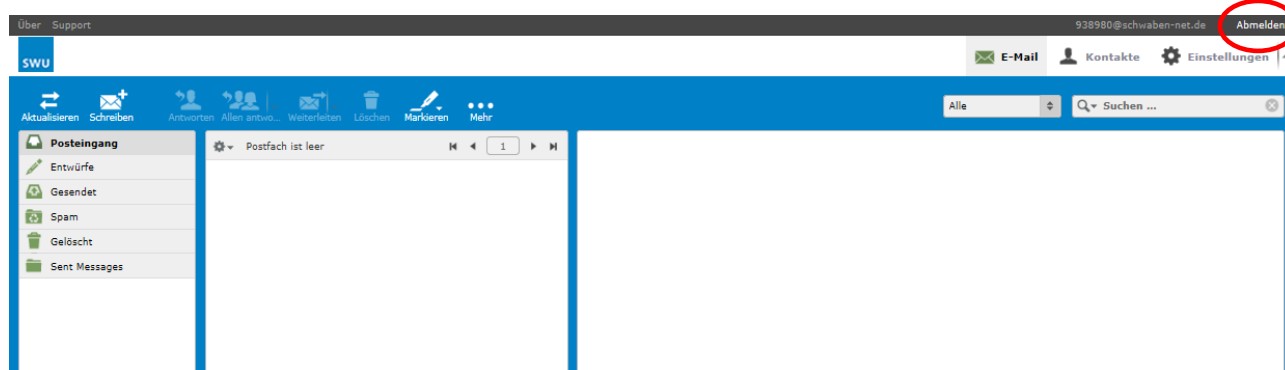 Über Support 938980@schwaben-net.de Abmelden
SWU E-Mail Kontakte Einstellungen
Aktualisieren Schreiben Antworten Allen antwo... Weiterleiten Löschen Markieren Mehr Alle Suchen ...
Posteingang Postfach ist leer 1
Entwürfe
Gesendet
Spam
Gelöscht
Sent Messages